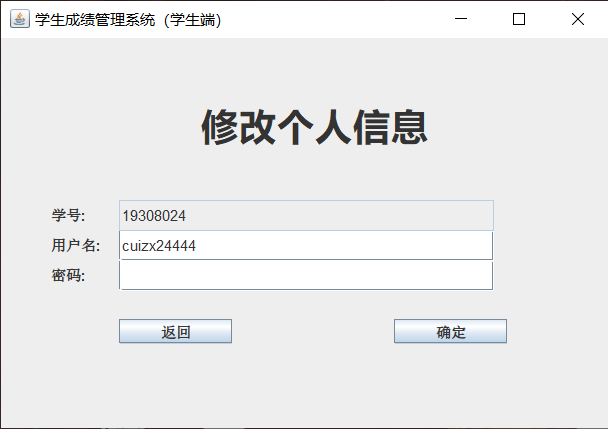 学生成绩管理系统（学生端）
修改个人信息
学号: 19308024
用户名: cuizx24444
密码:
返回 确定